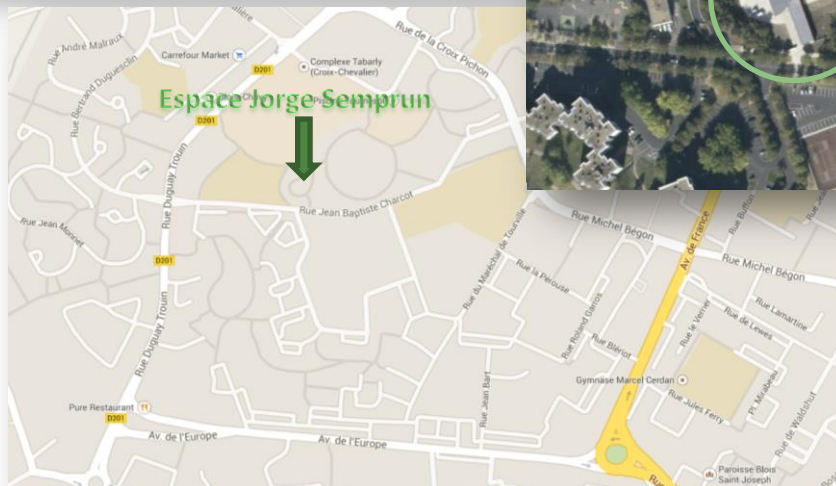 Rue de la Croix Pichon
Rue André Malraux
Carrefour Market
Complexe Tabarly
(Croix-Chevalier)
Rue Bertrand Duguesclin
D201
Espace Jorge Semprun
D201
Rue Duguay Trouin
Rue Jean Baptiste Charcot
Rue Jean Monnet
Rue Michel Bégon
Av. de France
Rue Buffon
D201
Rue du Maréchal de Tourville
Rue la Pérouse
Rue Michel Bégon
Rue Roland Garros
Rue le Verrier
Rue Lamartine
Rue de Lewes
Rue Duguay Trouin
Rue Blériot
Gymnase Marcel Cerdan
Rue Jean Bart
Rue Jules Ferry
Pl. Mirabeau
Rue de Waldshut
Pure Restaurant
D201
Av. de l'Europe
Av. de l'Europe
Paroisse Blois
Saint Joseph